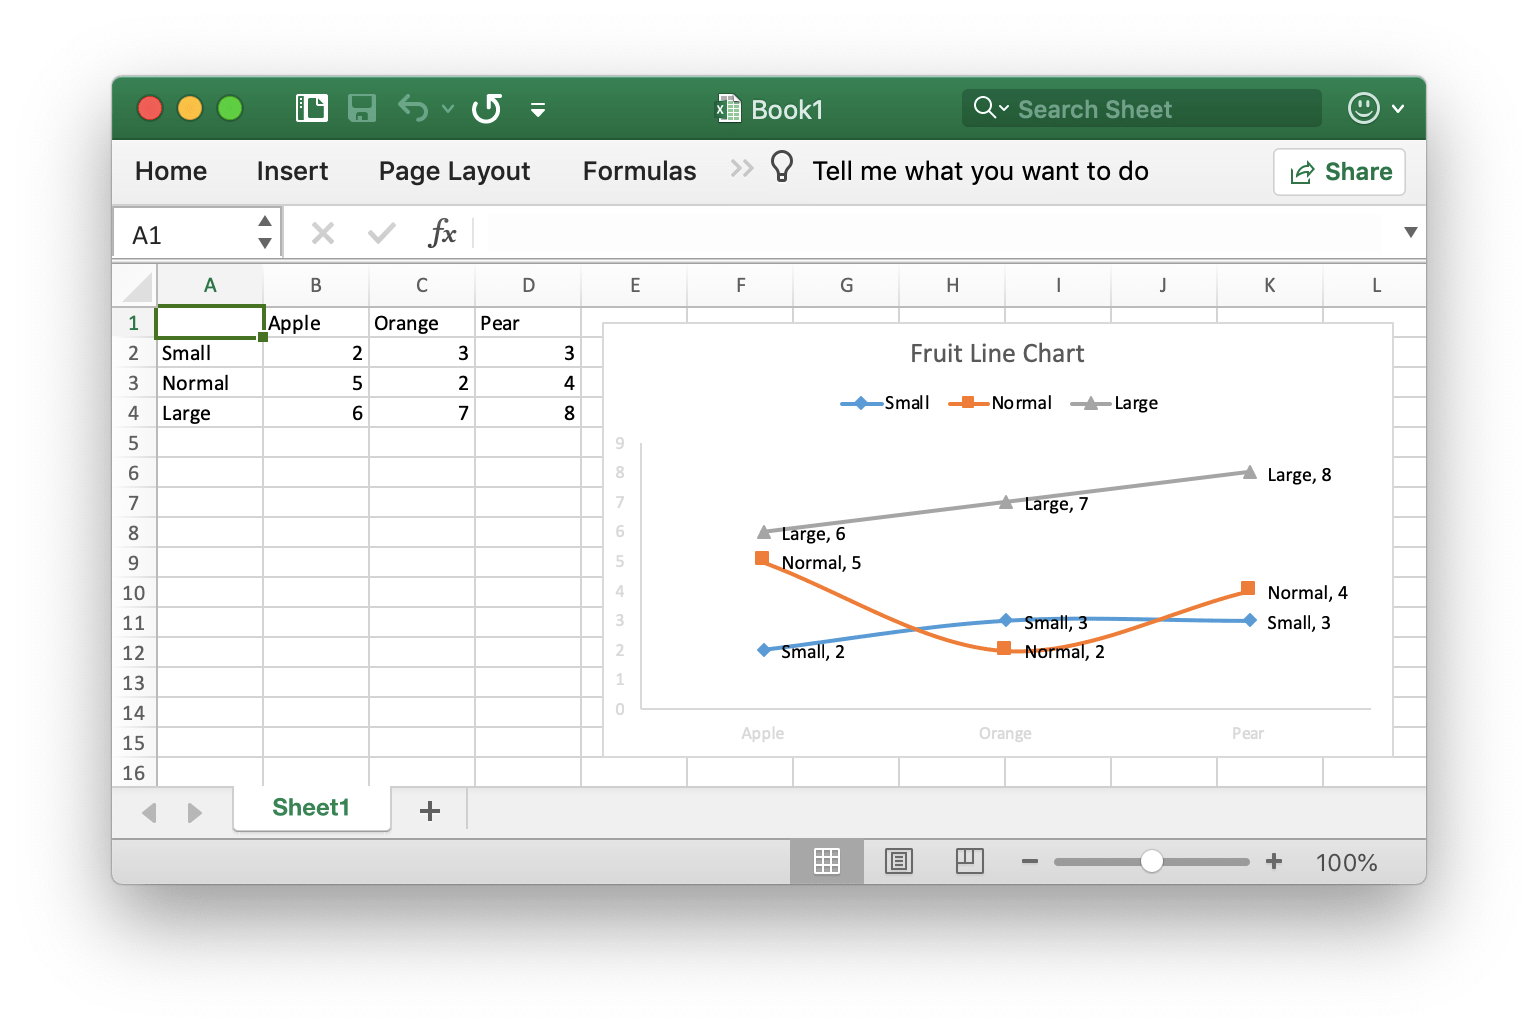 Book1
Search Sheet
Home Insert Page Layout Formulas Tell me what you want to do Share
A1 fx
A B C D E F G H I J K L
1 Apple Orange Pear
2 Small 2 3 3
3 Normal 5 2 4
4 Large 6 7 8
5
6
7
8
9
10
11
12
13
14
15
16
Fruit Line Chart
Small Normal Large
9
8
7
6
5
4
3
2
1
0
Large, 8
Large, 7
Large, 6
Normal, 5
Normal, 4
Small, 3
Small, 3
Small, 2
Normal, 2
Apple Orange Pear
Sheet1
100%